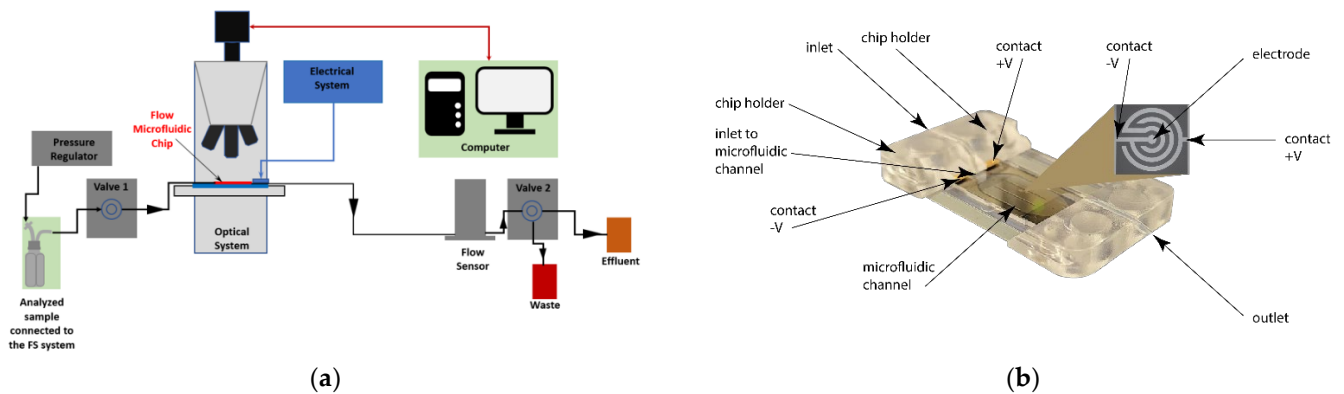 Pressure
Regulator
Valve 1
Analyzed
sample
connected to
the FS system
Flow
Microfluidic
Chip
Electrical
System
Optical
System
Computer
Flow
Sensor
Valve 2
Waste
Effluent
(a)
inlet
chip holder
contact
+V
contact
-V
electrode
chip holder
inlet to
microfluidic
channel
contact
+V
contact
-V
microfluidic
channel
outlet
(b)